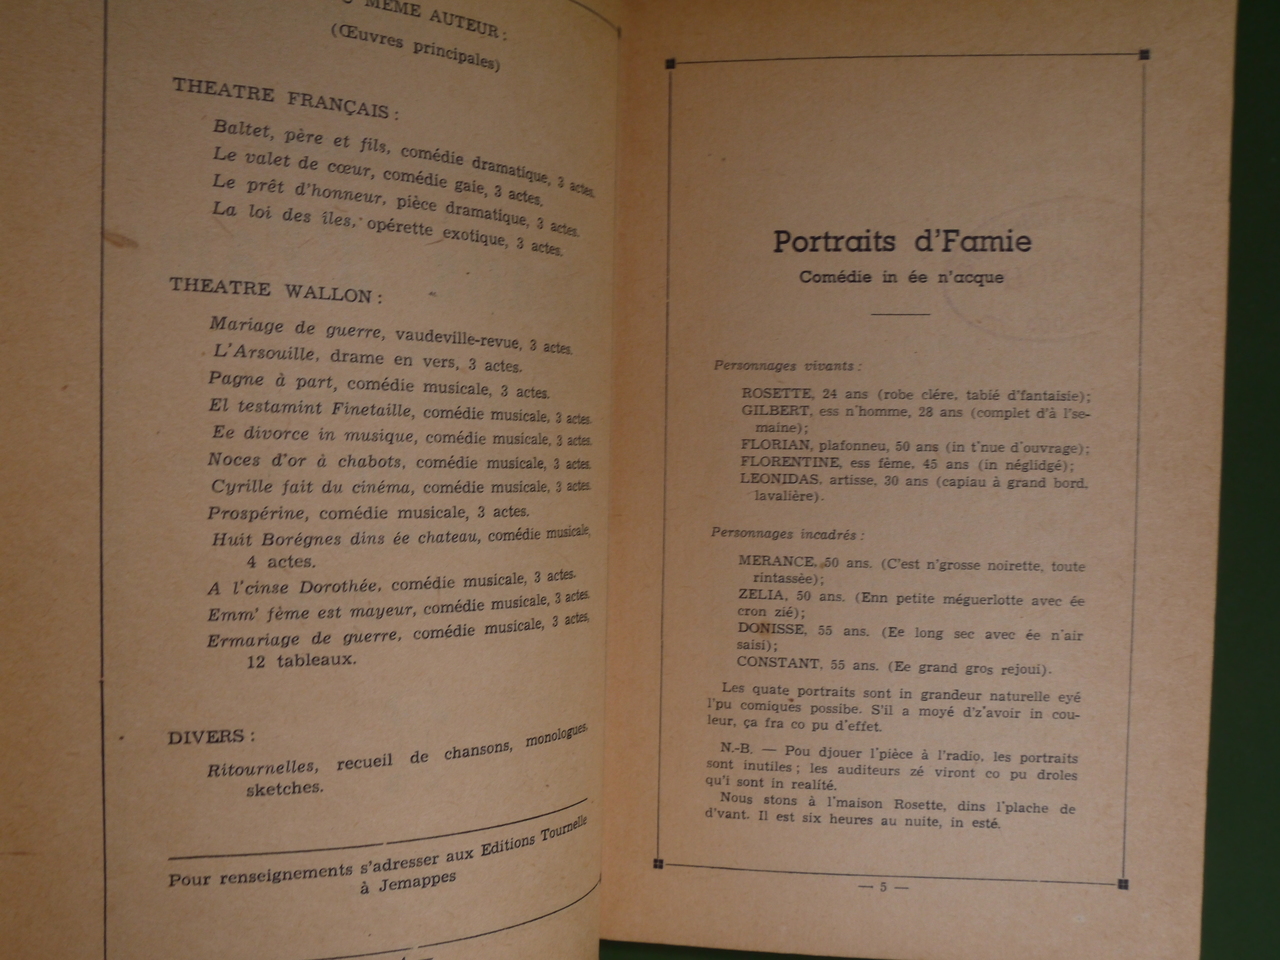 MÊME AUTEUR :
(Œuvres principales)
THEATRE FRANÇAIS :
Baltet, père et fils, comédie dramatique, 3 actes.
Le valet de cœur, comédie gaie, 3 actes.
Le prêt d'honneur, pièce dramatique, 3 actes.
La loi des îles, opérette exotique, 3 actes.
THEATRE WALLON :
Mariage de guerre, vaudeville-revue, 3 actes.
L'Arsouille, drame en vers, 3 actes.
Pagne à part, comédie musicale, 3 actes.
El testamint Finetaille, comédie musicale, 3 actes.
Ee divorce in musique, comédie musicale, 3 actes.
Noces d'or à chabots, comédie musicale, 3 actes.
Cyrille fait du cinéma, comédie musicale, 3 actes.
Prospérine, comédie musicale, 3 actes.
Huit Borégnes dins ée chateau, comédie musicale,
4 actes.
A l'cinse Dorothée, comédie musicale, 3 actes.
Emm' fème est mayeur, comédie musicale, 3 actes.
Ermariage de guerre, comédie musicale, 3 actes,
12 tableaux.
DIVERS :
Ritournelles, recueil de chansons, monologues,
sketches.
Pour renseignements s'adresser aux Editions Tournelle
à Jemappes
Portraits d'Famie
Comédie in ée n'acque
Personnages vivants :
ROSETTE, 24 ans (robe clére, tablé d'fantaisie);
GILBERT, ess n'homme, 28 ans (complet d'à l'se-
maine);
FLORIAN, plafonneu, 50 ans (in t'nue d'ouvrage);
FLORENTINE, ess fème, 45 ans (in néglidgé);
LEONIDAS, artisse, 30 ans (capiau à grand bord,
lavalière).
Personnages incadrés :
MERANCE, 50 ans. (C'est n'grosse noirette, toute
rintassée);
ZELIA, 50 ans. (Enn petite méguerlotte avec ée
cron zié);
DONISSE, 55 ans. (Ee long sec avec ée n'air
saisi);
CONSTANT, 55 ans. (Ee grand gros rejoui).
Les quate portraits sont in grandeur naturelle eyé
l'pu comiques possibe. S'il a moyé d'z'avoir in cou-
leur, ça fra co pu d'effet.
N.-B. — Pou djouer l'pièce à l'radio, les portraits
sont inutiles ; les auditeurs zé viront co pu droles
qu'i sont in realité.
Nous stons à l'maison Rosette, dins l'plache de
d'vant. Il est six heures au nuite, in esté.
— 5 —